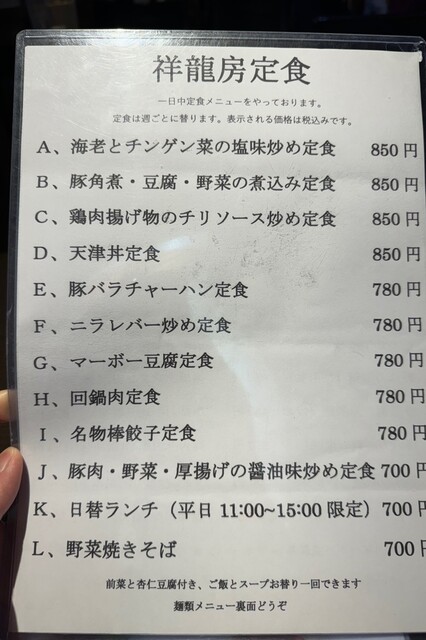 祥龍房定食
一日中定食メニューをやっております。
定食は週ごとに替ります。表示される価格は税込みです。
A、海老とチンゲン菜の塩味炒め定食 850円
B、豚角煮・豆腐・野菜の煮込み定食 850円
C、鶏肉揚げ物のチリソース炒め定食 850円
D、天津丼定食 850円
E、豚バラチャーハン定食 780円
F、ニラレバー炒め定食 780円
G、マーボー豆腐定食 780円
H、回鍋肉定食 780円
I、名物棒餃子定食 780円
J、豚肉・野菜・厚揚げの醤油味炒め定食 700円
K、日替ランチ（平日 11:00~15:00 限定） 700円
L、野菜焼きそば 700円
前菜と杏仁豆腐付き、ご飯とスープお替り一回できます
麺類メニュー裏面どうぞ